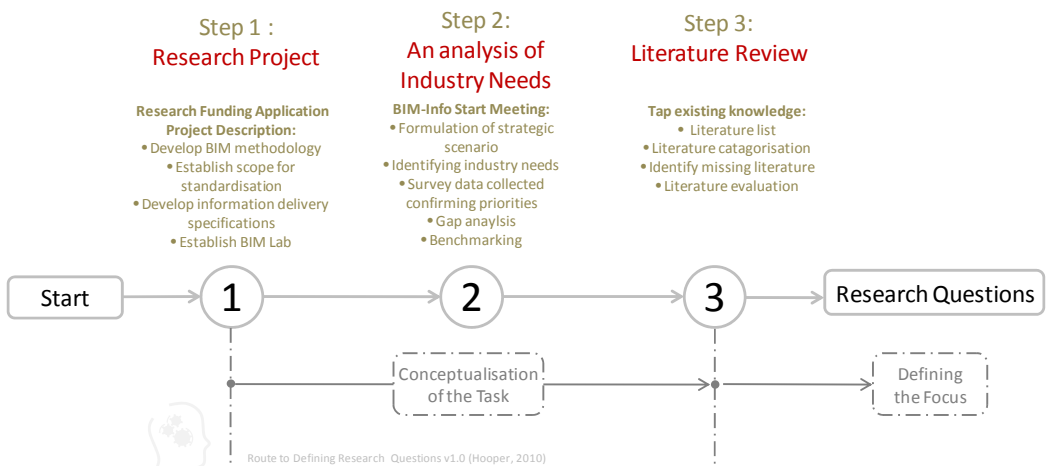 Step 1 :
Research Project
Research Funding Application
Project Description:
• Develop BIM methodology
• Establish scope for
standardisation
• Develop information delivery
specifications
• Establish BIM Lab
Step 2:
An analysis of
Industry Needs
BIM-Info Start Meeting:
• Formulation of strategic
scenario
• Identifying industry needs
• Survey data collected
confirming priorities
• Gap anaylsis
• Benchmarking
Step 3:
Literature Review
Tap existing knowledge:
• Literature list
• Literature catagorisation
• Identify missing literature
• Literature evaluation
Start
1
2
3
Research Questions
Conceptualisation
of the Task
Defining
the Focus
Route to Defining Research Questions v1.0 (Hooper, 2010)